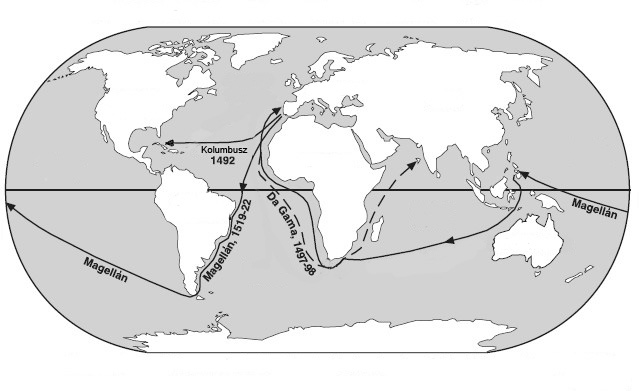 Kolumbusz
1492
Magellán, 1519-22
Da Gama, 1497-98
Magellán
Magellán